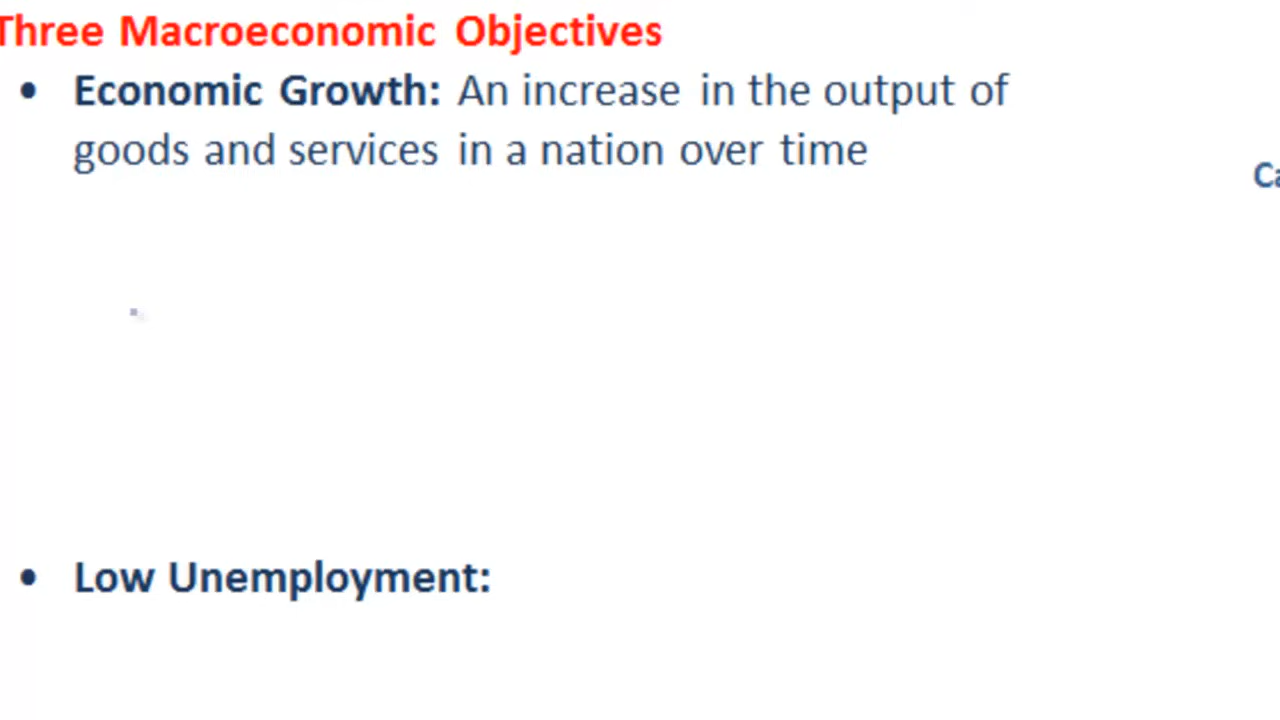 Three Macroeconomic Objectives
• Economic Growth: An increase in the output of
goods and services in a nation over time
• Low Unemployment: